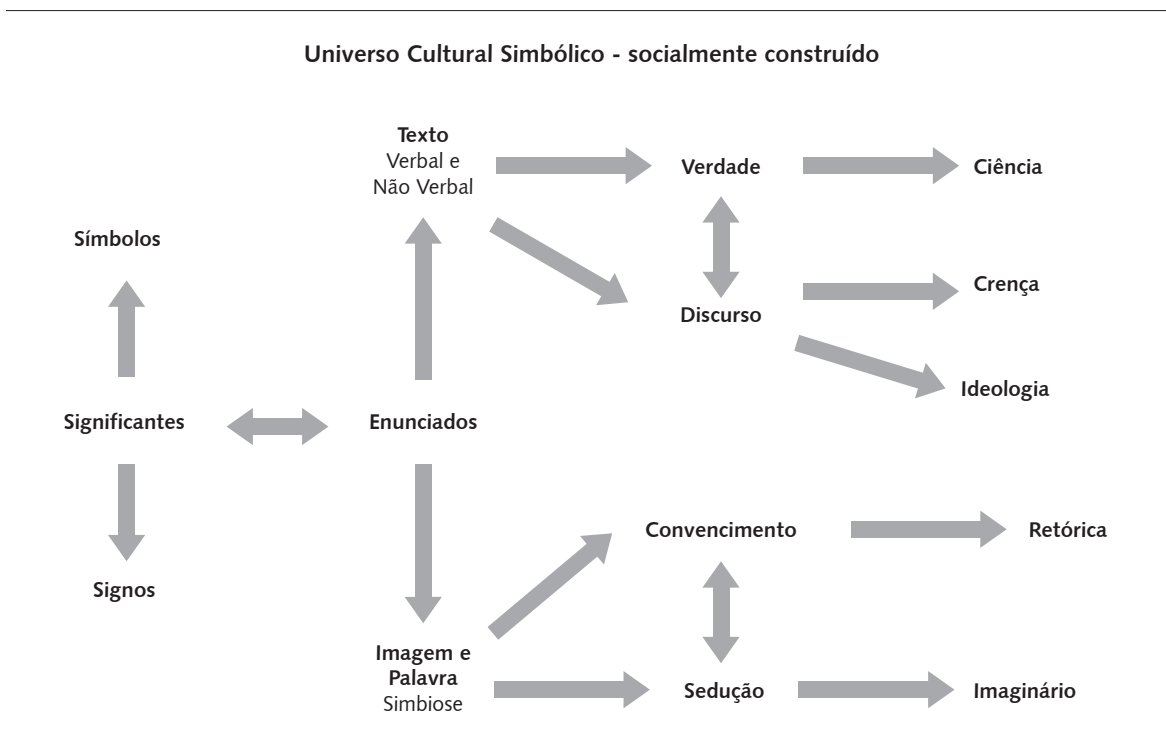 Universo Cultural Simbólico - socialmente construído
Texto
Verbal e
Não Verbal
Verdade
Ciência
Símbolos
Crença
Discurso
Ideologia
Significantes
Enunciados
Convencimento
Retórica
Signos
Imagem e
Palavra
Simbiose
Sedução
Imaginário